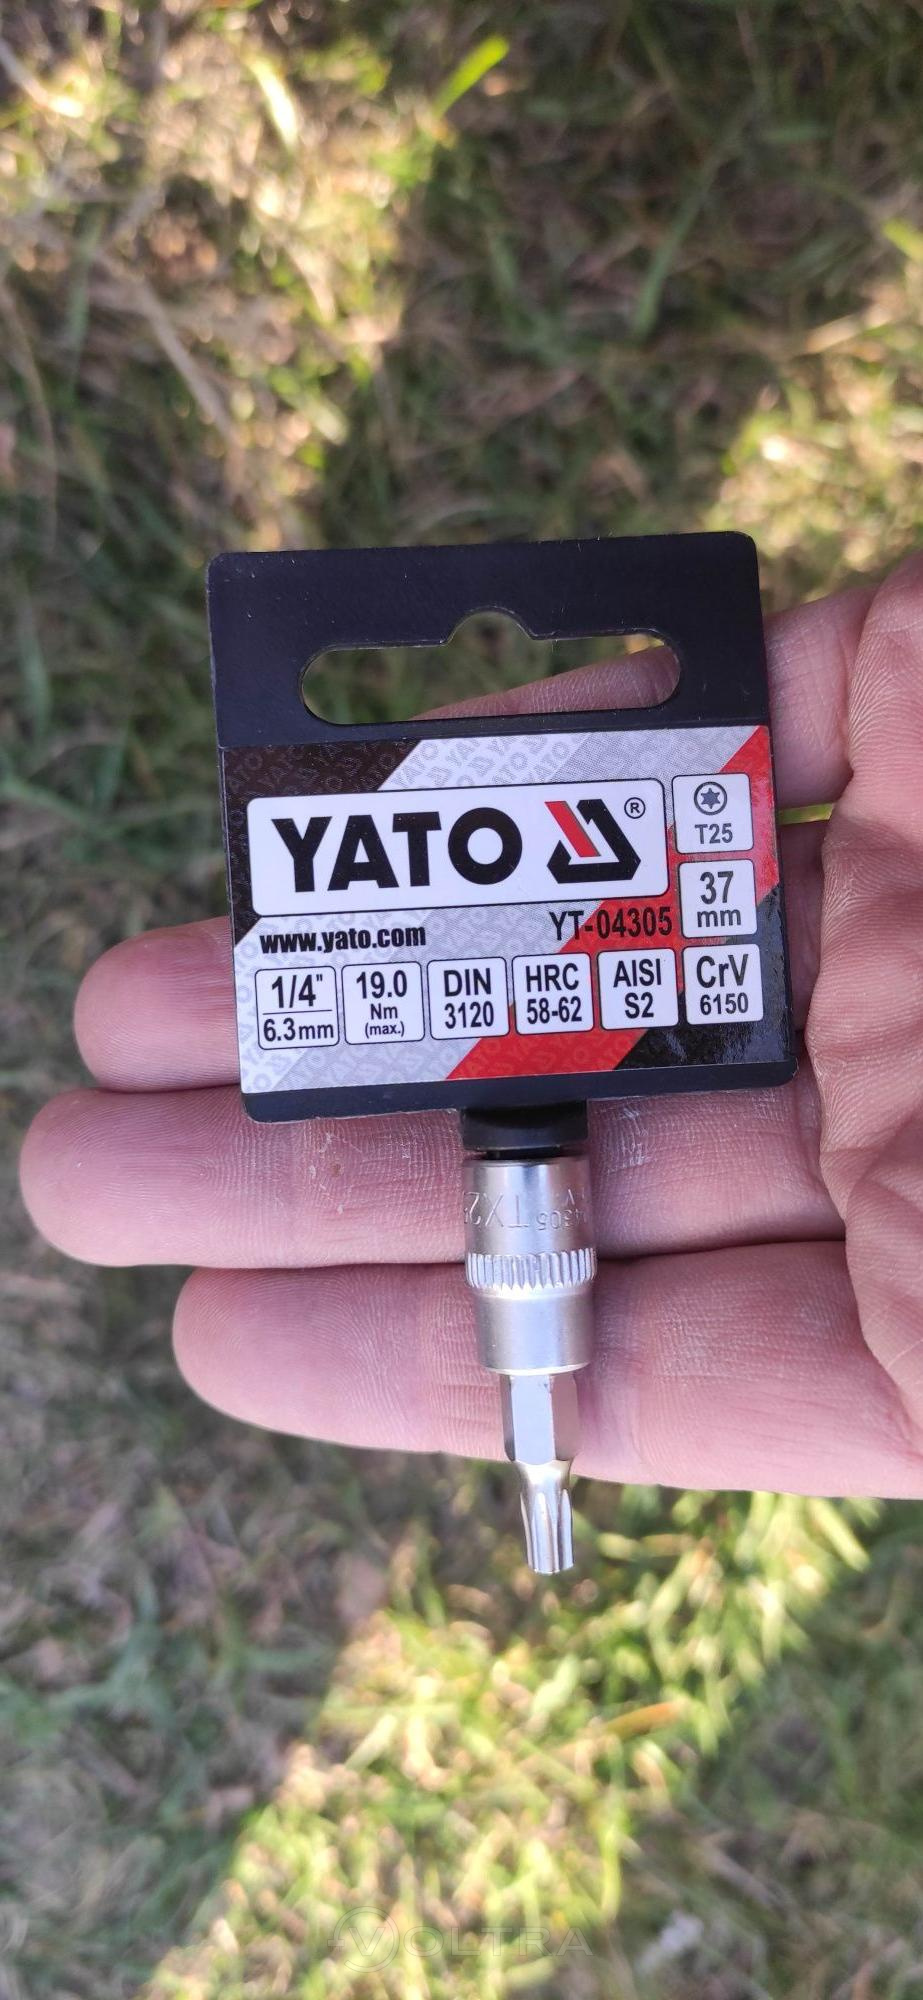 YATO ®
T25
37
mm
YT-04305
www.yato.com
1/4"
6.3mm
19.0
Nm
(max.)
DIN
3120
HRC
58-62
AISI
S2
CrV
6150
VOLTRA